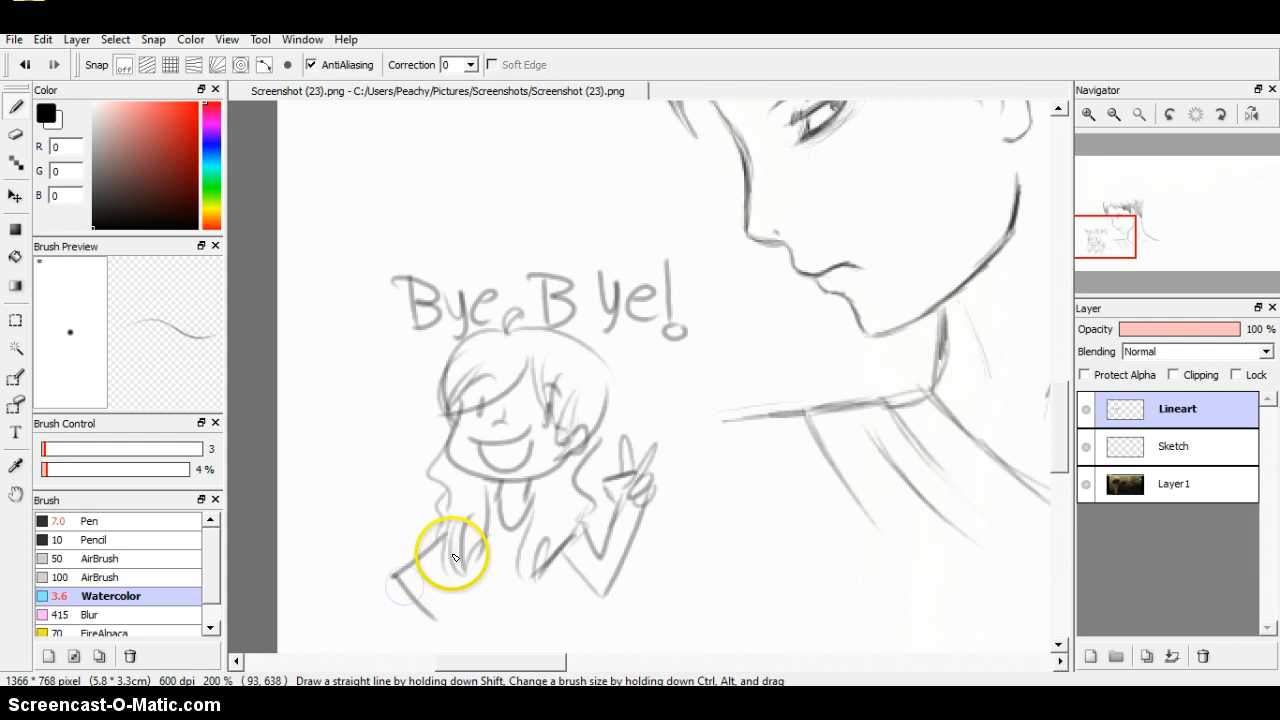 File Edit Layer Select Snap Color View Tool Window Help
Snap off AntiAliasing Correction 0 Soft Edge
Color
Screenshot (23).png - C:/Users/Peachy/Pictures/Screenshots/Screenshot (23).png
Navigator
R 0
G 0
B 0
Brush Preview
*
Bye, Bye!
Layer
Opacity 100 %
Blending Normal
Protect Alpha Clipping Lock
Lineart
Sketch
Layer1
Brush Control
3
4 %
Brush
7.0 Pen
10 Pencil
50 AirBrush
100 AirBrush
3.6 Watercolor
415 Blur
70 FireAlpaca
T
1366 * 768 pixel (5.8 * 3.3cm) 600 dpi 200 % ( 93, 638 ) Draw a straight line by holding down Shift, Change a brush size by holding down Ctrl, Alt, and drag
Screencast-O-Matic.com